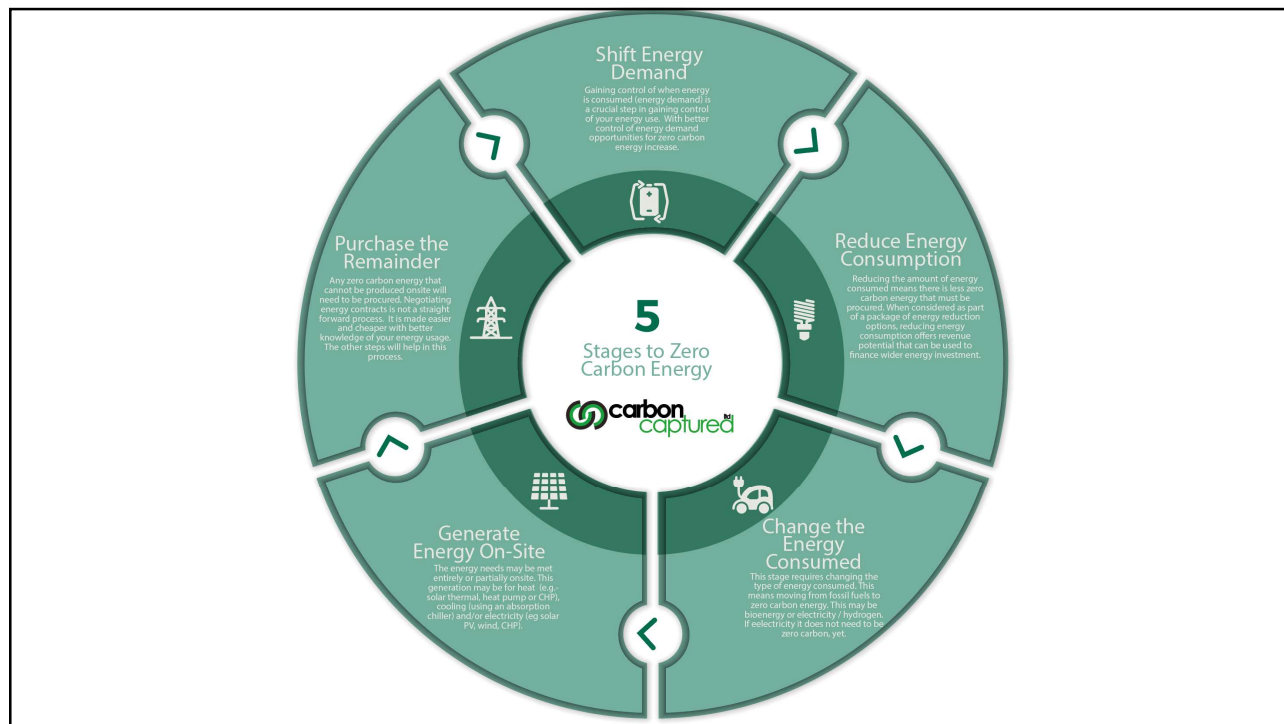 Shift Energy
Demand
Gaining control of when energy
is consumed (energy demand) is
a crucial step in gaining control
of your energy use.  With better
control of energy demand
opportunities for zero carbon
energy increase.
Reduce Energy
Consumption
Reducing the amount of energy
consumed means there is less zero
carbon energy that must be
procured. When considered as part
of a package of energy reduction
options, reducing energy
consumption offers revenue
potential that can be used to
finance wider energy investment.
Change the
Energy
Consumed
This stage requires changing the
type of energy consumed. This
means moving from fossil fuels to
zero carbon energy. This may be
bioenergy or electricity / hydrogen.
If eelectricity it does not need to be
zero carbon, yet.
Generate
Energy On-Site
The energy needs may be met
entirely or partially onsite. This
generation may be for heat  (e.g.-
solar thermal, heat pump or CHP),
cooling (using an absorption
chiller) and/or electricity (eg solar
PV, wind, CHP).
Purchase the
Remainder
Any zero carbon energy that
cannot be produced onsite will
need to be procured. Negotiating
energy contracts is not a straight
forward process.  It is made easier
and cheaper with better
knowledge of your energy usage.
The other steps will help in this
prrocess.
5
Stages to Zero
Carbon Energy
carbon
captured ltd